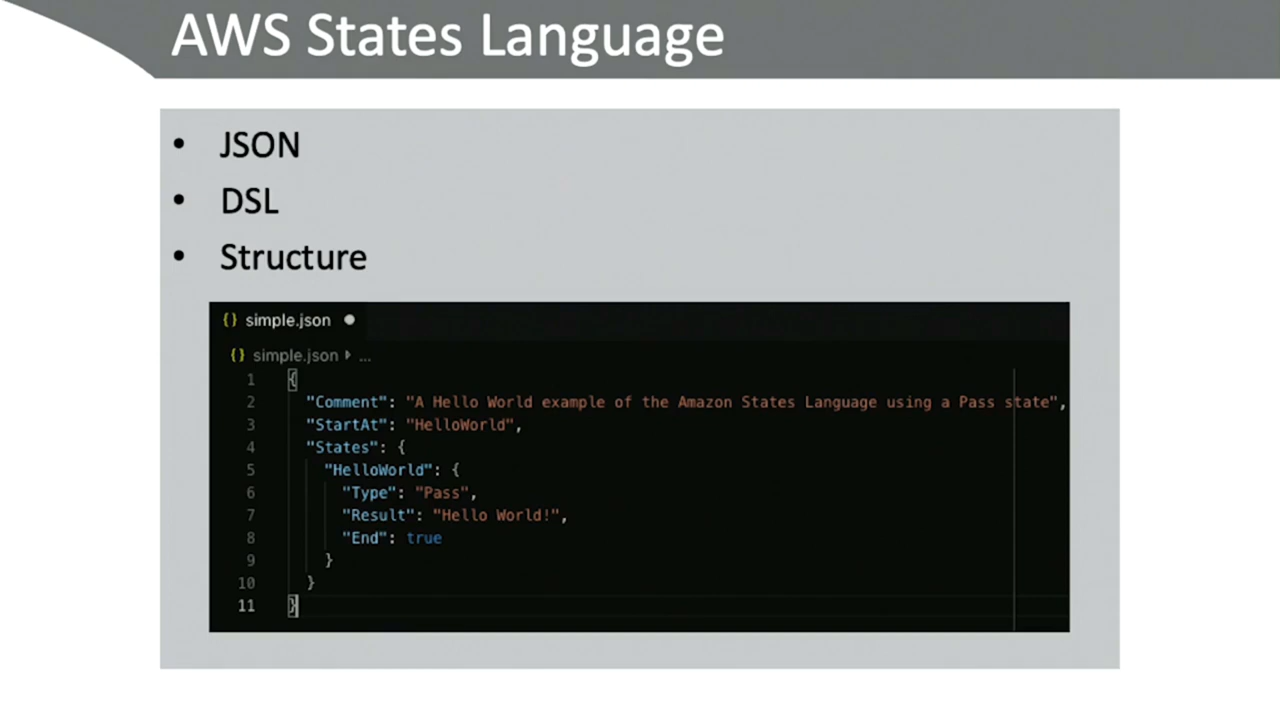 AWS States Language
• JSON
• DSL
• Structure
{} simple.json ●
{} simple.json ▸ ...
1 {
2 "Comment": "A Hello World example of the Amazon States Language using a Pass state",
3 "StartAt": "HelloWorld",
4 "States": {
5 "HelloWorld": {
6 "Type": "Pass",
7 "Result": "Hello World!",
8 "End": true
9 }
10 }
11 }